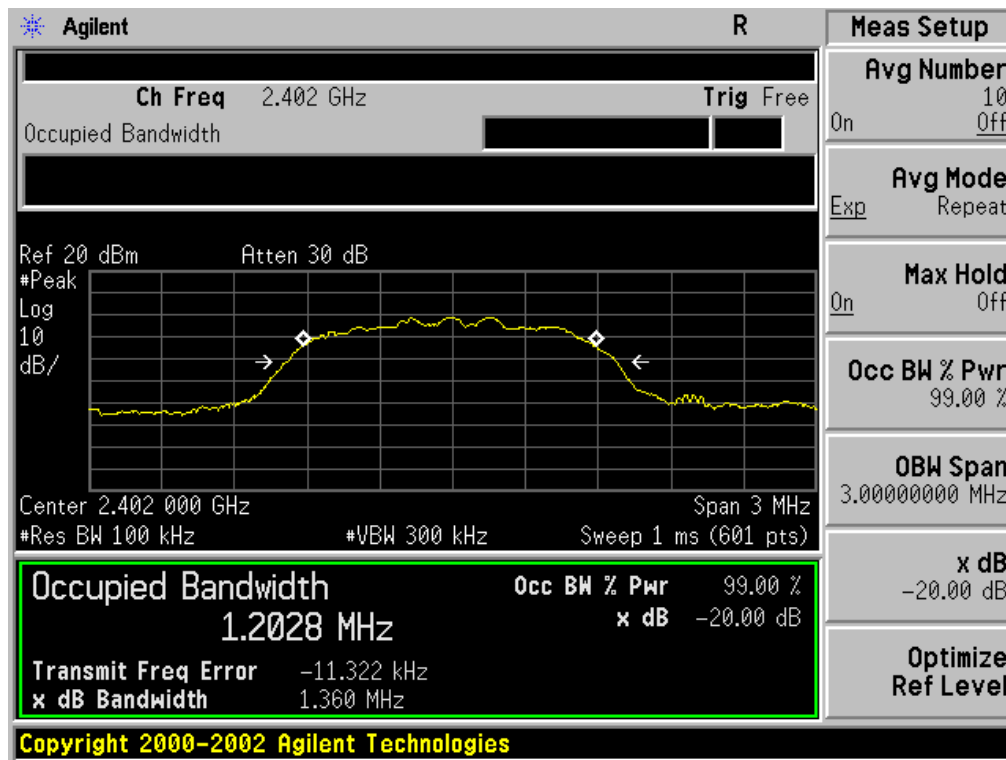 Agilent R
Ch Freq 2.402 GHz Trig Free
Occupied Bandwidth
Ref 20 dBm Atten 30 dB
#Peak
Log
10
dB/
Center 2.402 000 GHz Span 3 MHz
#Res BW 100 kHz #VBW 300 kHz Sweep 1 ms (601 pts)
Occupied Bandwidth
1.2028 MHz
Occ BW % Pwr 99.00 %
x dB -20.00 dB
Transmit Freq Error -11.322 kHz
x dB Bandwidth 1.360 MHz
Copyright 2000-2002 Agilent Technologies
Meas Setup
Avg Number
10
On Off
Avg Mode
Exp Repeat
Max Hold
On Off
Occ BW % Pwr
99.00 %
OBW Span
3.00000000 MHz
x dB
-20.00 dB
Optimize
Ref Level